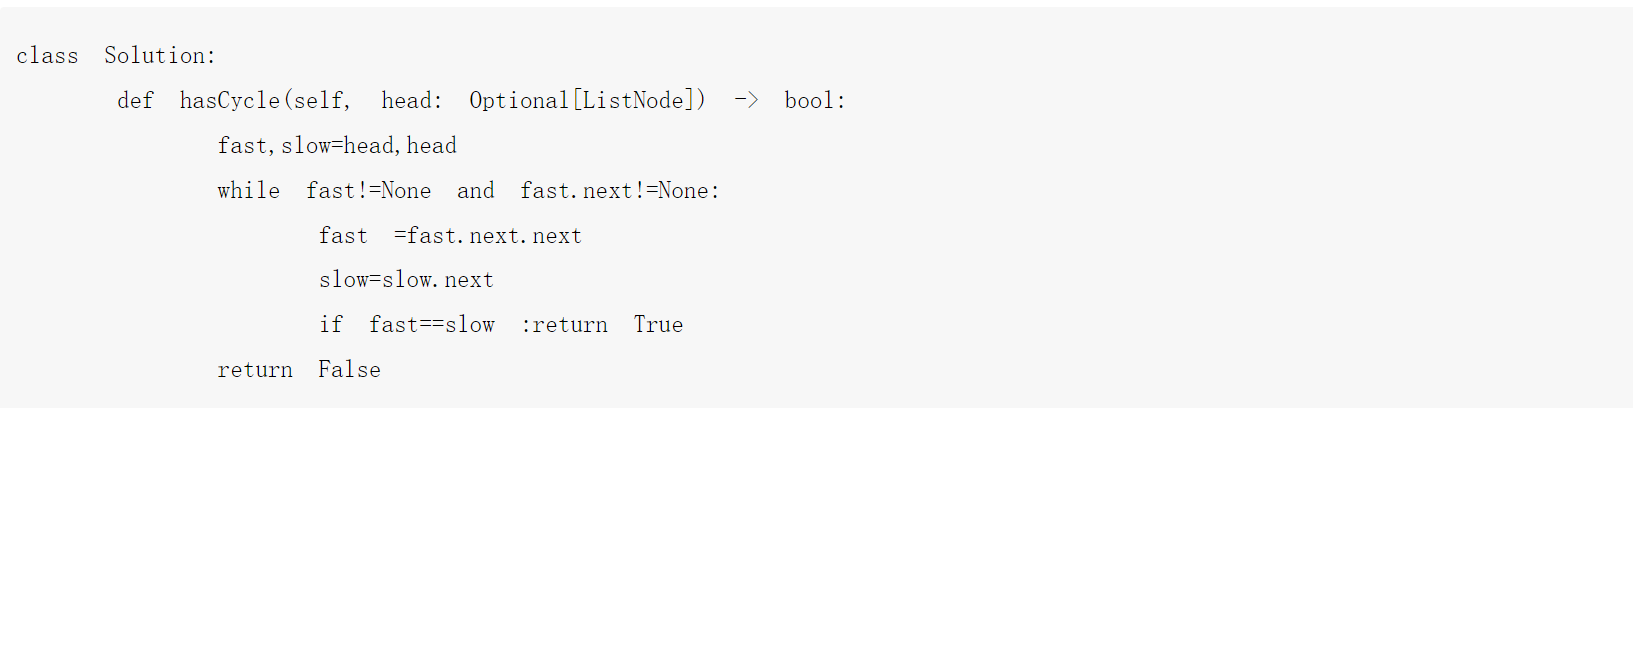 class Solution:
def hasCycle(self, head: Optional[ListNode]) -> bool:
fast,slow=head,head
while fast!=None and fast.next!=None:
fast =fast.next.next
slow=slow.next
if fast==slow :return True
return False